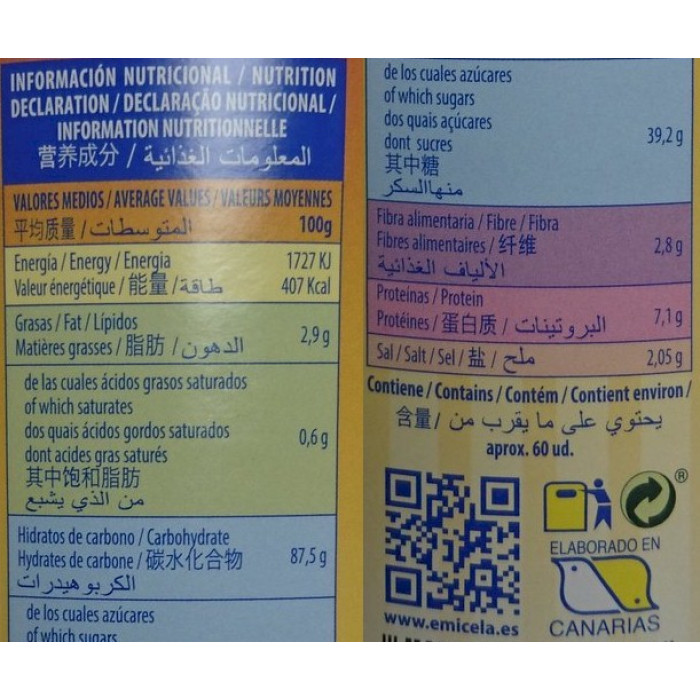 INFORMACIÓN NUTRICIONAL / NUTRITION
DECLARATION / DECLARAÇÃO NUTRICIONAL /
INFORMATION NUTRITIONNELLE
营养成分 / المعلومات الغذائية
VALORES MEDIOS / AVERAGE VALUES / VALEURS MOYENNES
平均质量 / المتوسطات 100g
Energía / Energy / Energia 1727 KJ
Valeur énergétique / 能量 / طاقة 407 Kcal
Grasas / Fat / Lípidos
Matières grasses / 脂肪 / الدهون 2,9 g
de las cuales ácidos grasos saturados
of which saturates
dos quais ácidos gordos saturados 0,6 g
dont acides gras saturés
其中饱和脂肪
من الذي يشبع
Hidratos de carbono / Carbohydrate
Hydrates de carbone / 碳水化合物 87,5 g
الكربوهيدرات
de los cuales azúcares
of which sugars
de los cuales azúcares
of which sugars
dos quais açúcares
dont sucres 39,2 g
其中糖
منهاالسكر
Fibra alimentaria / Fibre / Fibra
Fibres alimentaires / 纤维 2,8 g
الألياف الغذائية
Proteínas / Protein
Protéines / 蛋白质 / البروتينات 7,1 g
Sal / Salt / Sel / 盐 / ملح 2,05 g
Contiene / Contains / Contém / Contient environ /
含量 / يحتوي على ما يقرب من
aprox. 60 ud.
®
ELABORADO EN
CANARIAS
www.emicela.es